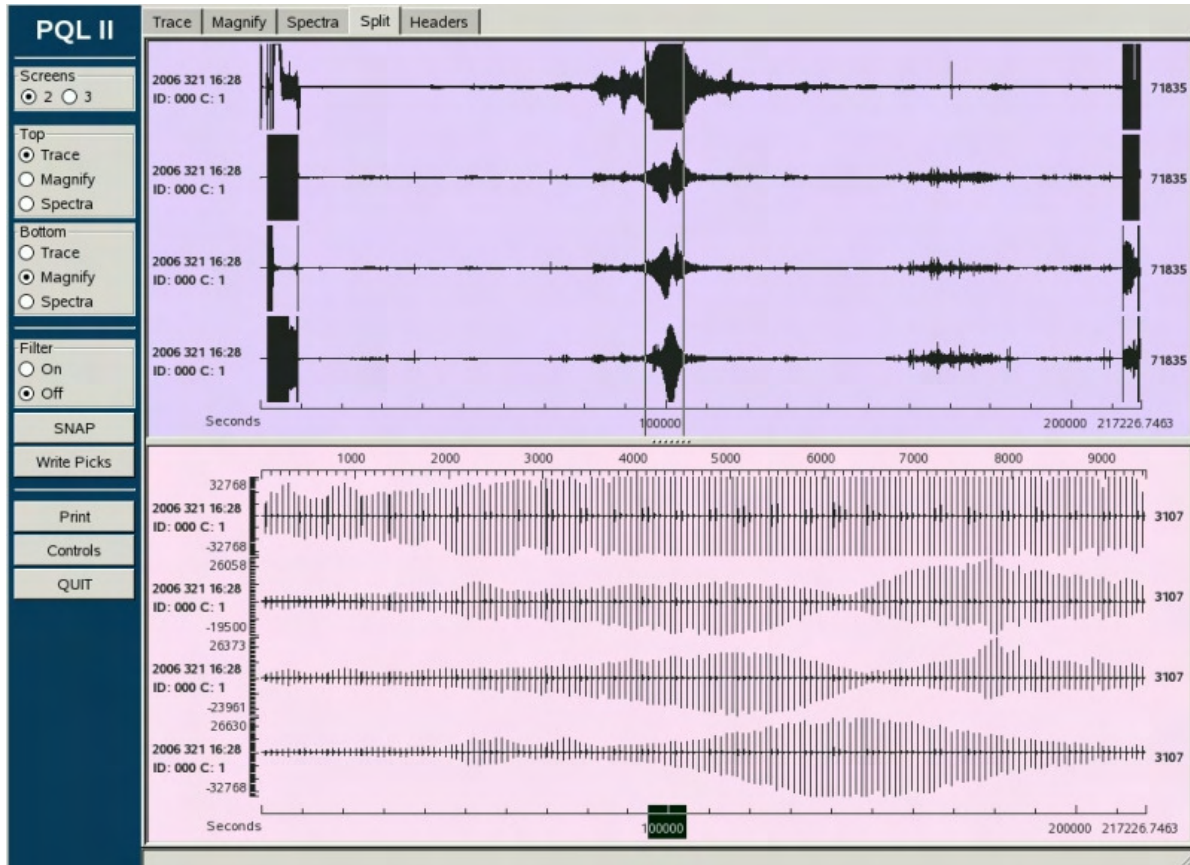 PQL II
Trace Magnify Spectra Split Headers
Screens
2 3
Top
Trace
Magnify
Spectra
Bottom
Trace
Magnify
Spectra
Filter
On
Off
SNAP
Write Picks
Print
Controls
QUIT
2006 321 16:28
ID: 000 C: 1
71835
2006 321 16:28
ID: 000 C: 1
71835
2006 321 16:28
ID: 000 C: 1
71835
2006 321 16:28
ID: 000 C: 1
71835
Seconds 100000 200000 217226.7463
1000 2000 3000 4000 5000 6000 7000 8000 9000
32768
2006 321 16:28
ID: 000 C: 1
3107
-32768
26058
2006 321 16:28
ID: 000 C: 1
3107
-19500
26373
2006 321 16:28
ID: 000 C: 1
3107
-23961
26630
2006 321 16:28
ID: 000 C: 1
3107
-32768
Seconds 100000 200000 217226.7463